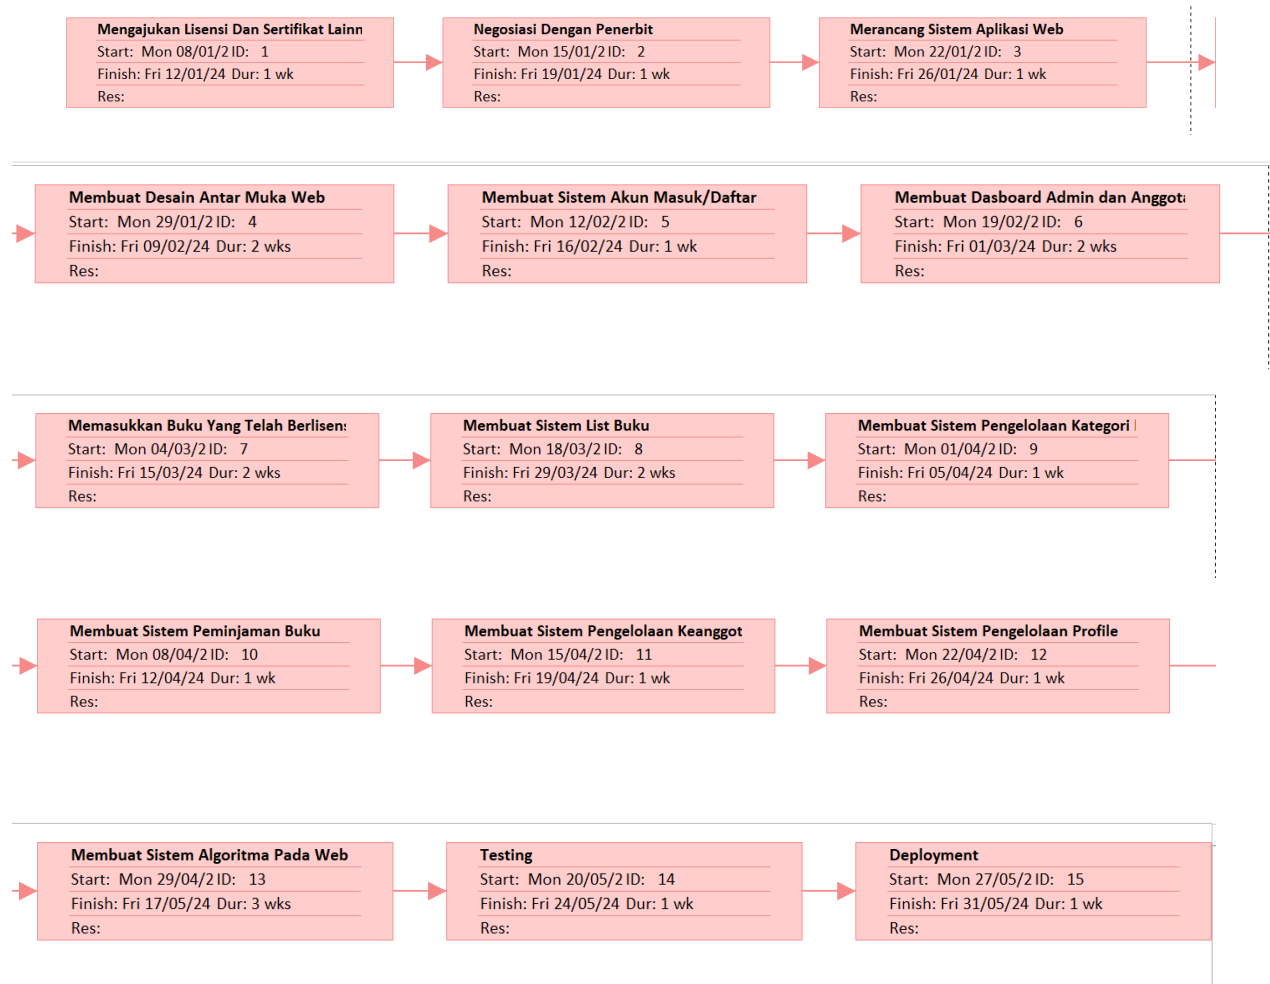 Mengajukan Lisensi Dan Sertifikat Lainn
Start: Mon 08/01/2 ID: 1
Finish: Fri 12/01/24 Dur: 1 wk
Res:
Negosiasi Dengan Penerbit
Start: Mon 15/01/2 ID: 2
Finish: Fri 19/01/24 Dur: 1 wk
Res:
Merancang Sistem Aplikasi Web
Start: Mon 22/01/2 ID: 3
Finish: Fri 26/01/24 Dur: 1 wk
Res:
Membuat Desain Antar Muka Web
Start: Mon 29/01/2 ID: 4
Finish: Fri 09/02/24 Dur: 2 wks
Res:
Membuat Sistem Akun Masuk/Daftar
Start: Mon 12/02/2 ID: 5
Finish: Fri 16/02/24 Dur: 1 wk
Res:
Membuat Dasboard Admin dan Anggota
Start: Mon 19/02/2 ID: 6
Finish: Fri 01/03/24 Dur: 2 wks
Res:
Memasukkan Buku Yang Telah Berlisens
Start: Mon 04/03/2 ID: 7
Finish: Fri 15/03/24 Dur: 2 wks
Res:
Membuat Sistem List Buku
Start: Mon 18/03/2 ID: 8
Finish: Fri 29/03/24 Dur: 2 wks
Res:
Membuat Sistem Pengelolaan Kategori
Start: Mon 01/04/2 ID: 9
Finish: Fri 05/04/24 Dur: 1 wk
Res:
Membuat Sistem Peminjaman Buku
Start: Mon 08/04/2 ID: 10
Finish: Fri 12/04/24 Dur: 1 wk
Res:
Membuat Sistem Pengelolaan Keanggot
Start: Mon 15/04/2 ID: 11
Finish: Fri 19/04/24 Dur: 1 wk
Res:
Membuat Sistem Pengelolaan Profile
Start: Mon 22/04/2 ID: 12
Finish: Fri 26/04/24 Dur: 1 wk
Res:
Membuat Sistem Algoritma Pada Web
Start: Mon 29/04/2 ID: 13
Finish: Fri 17/05/24 Dur: 3 wks
Res:
Testing
Start: Mon 20/05/2 ID: 14
Finish: Fri 24/05/24 Dur: 1 wk
Res:
Deployment
Start: Mon 27/05/2 ID: 15
Finish: Fri 31/05/24 Dur: 1 wk
Res: